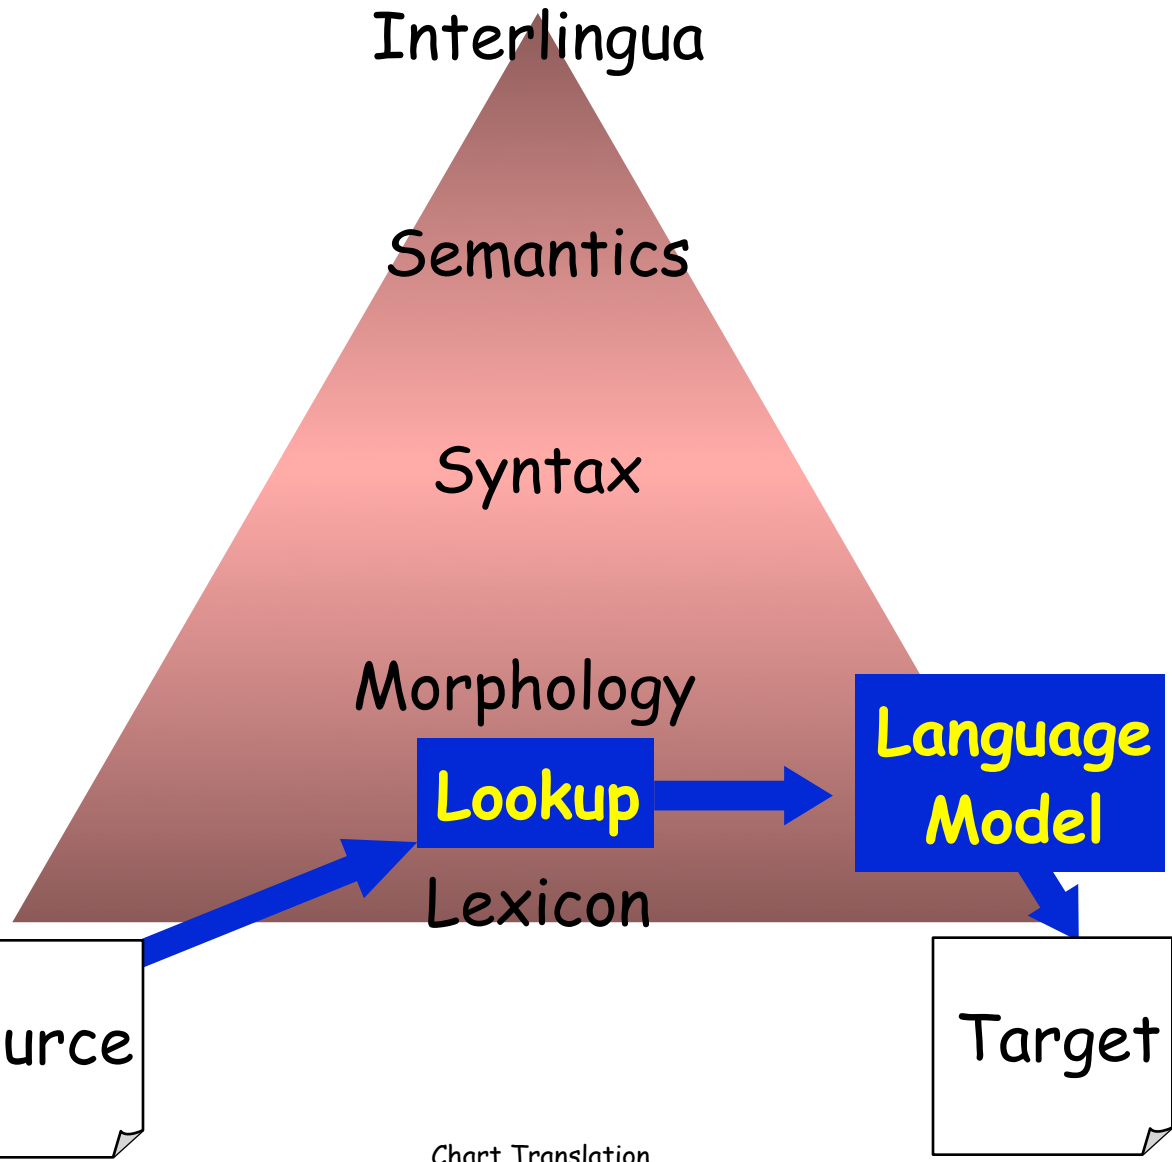 Interlingua
Semantics
Syntax
Morphology
Language
Model
Lookup
Lexicon
urce
Target
Chart Translation